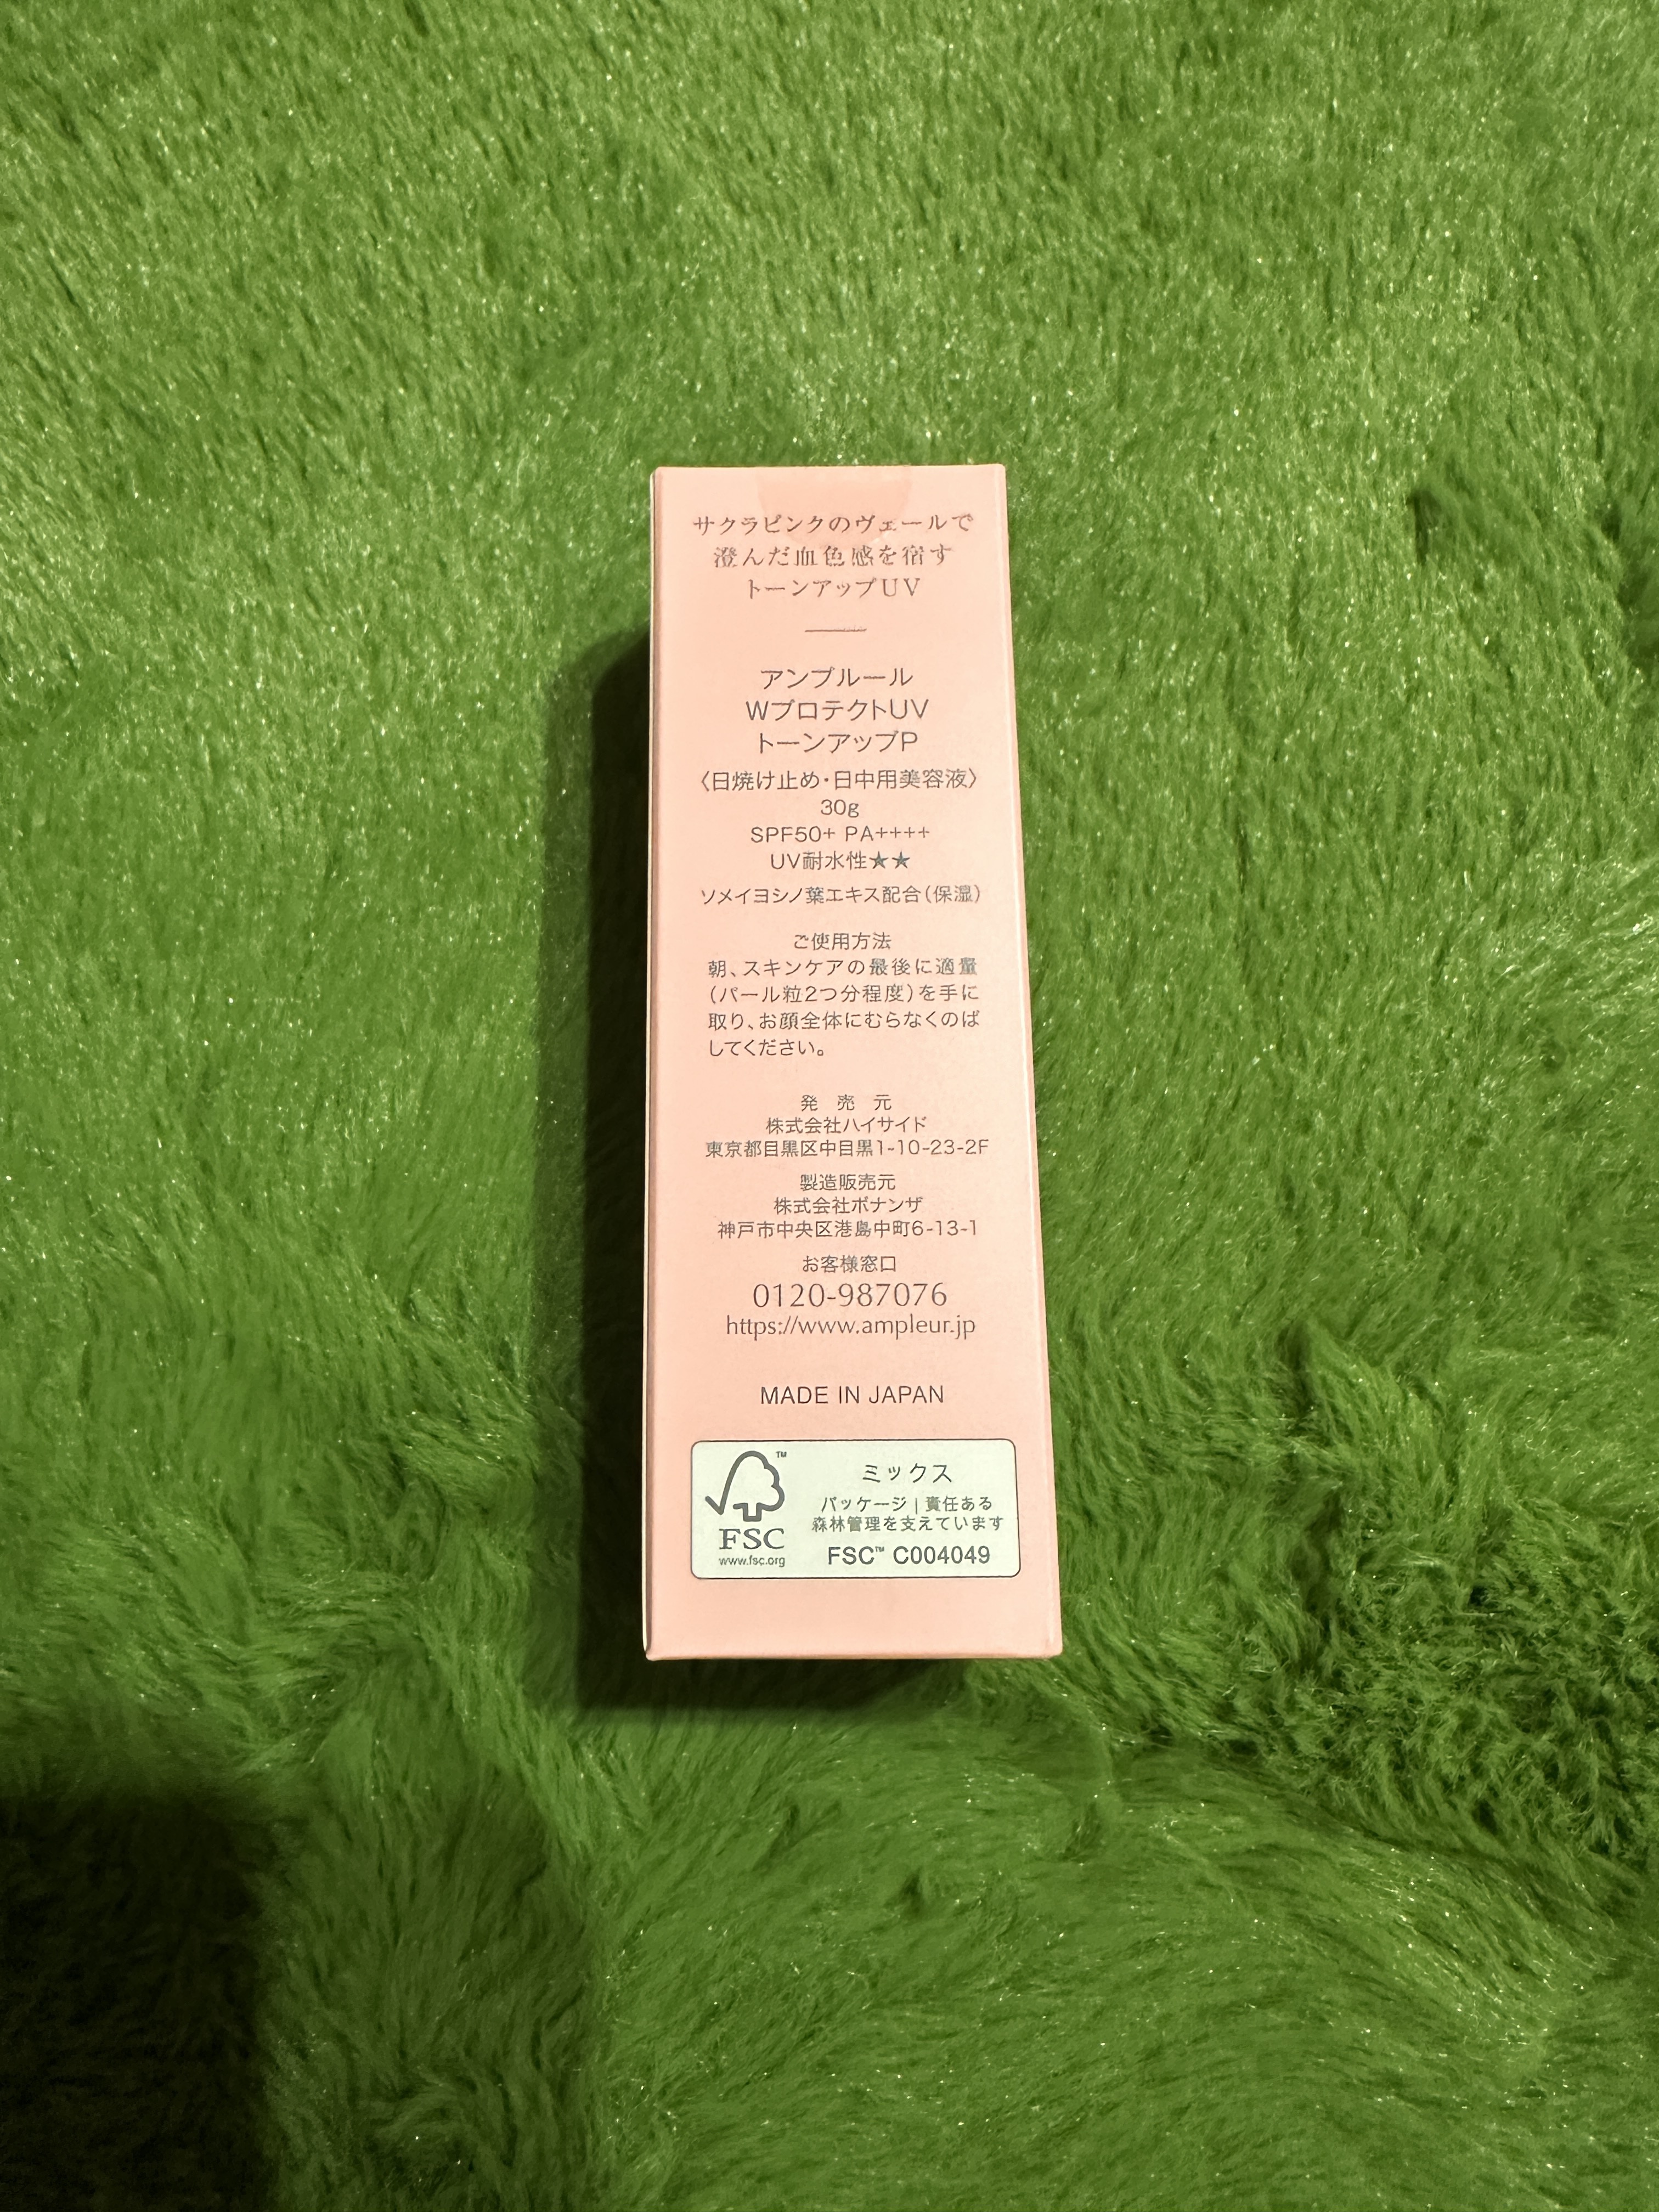 サクラピンクのヴェールで
澄んだ血色感を宿す
トーンアップUV
アンプルール
WプロテクトUV
トーンアップP
〈日焼け止め・日中用美容液〉
30g
SPF50+ PA++++
UV耐水性★★
ソメイヨシノ葉エキス配合（保湿）
ご使用方法
朝、スキンケアの最後に適量
（パール粒2つ分程度）を手に
取り、お顔全体にむらなくのば
してください。
発 売 元
株式会社ハイサイド
東京都目黒区中目黒1-10-23-2F
製造販売元
株式会社ボナンザ
神戸市中央区港島中町6-13-1
お客様窓口
0120-987076
https://www.ampleur.jp
MADE IN JAPAN
™
FSC
www.fsc.org
ミックス
パッケージ | 責任ある
森林管理を支えています
FSC™ C004049